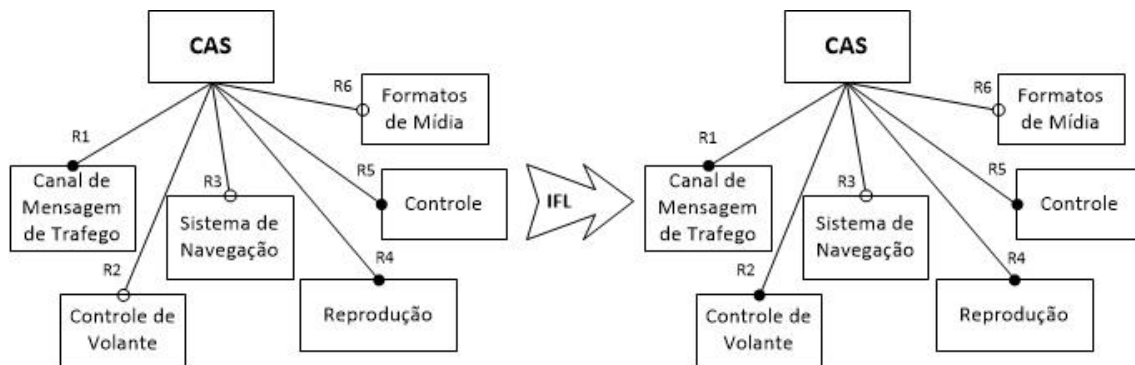 CAS
R6
Formatos
de Mídia
R1
R5
R3
Canal de
Mensagem
de Trafego
Controle
Sistema de
Navegação
R2
R4
Controle de
Volante
Reprodução
IFL
CAS
R6
Formatos
de Mídia
R1
R5
R3
Canal de
Mensagem
de Trafego
Controle
Sistema de
Navegação
R2
R4
Controle de
Volante
Reprodução